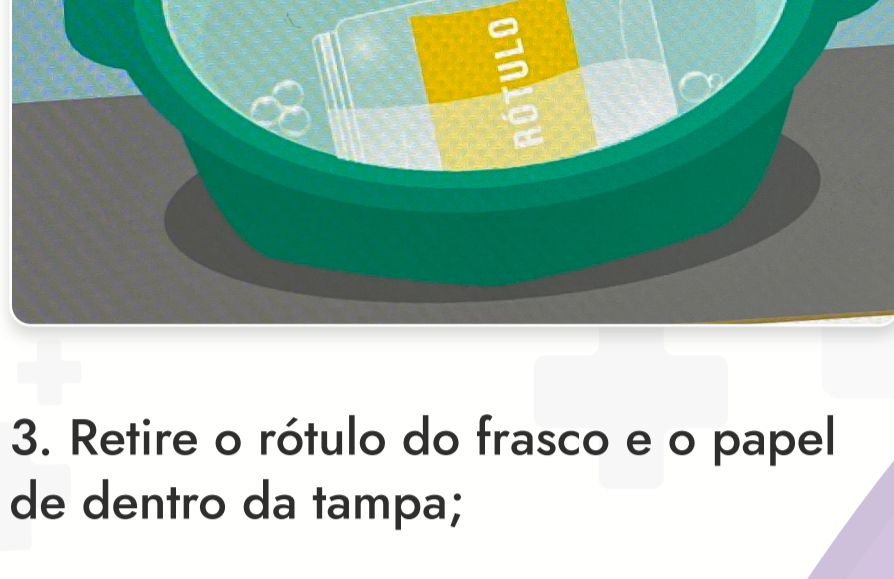 RÓTULO
3. Retire o rótulo do frasco e o papel
de dentro da tampa;